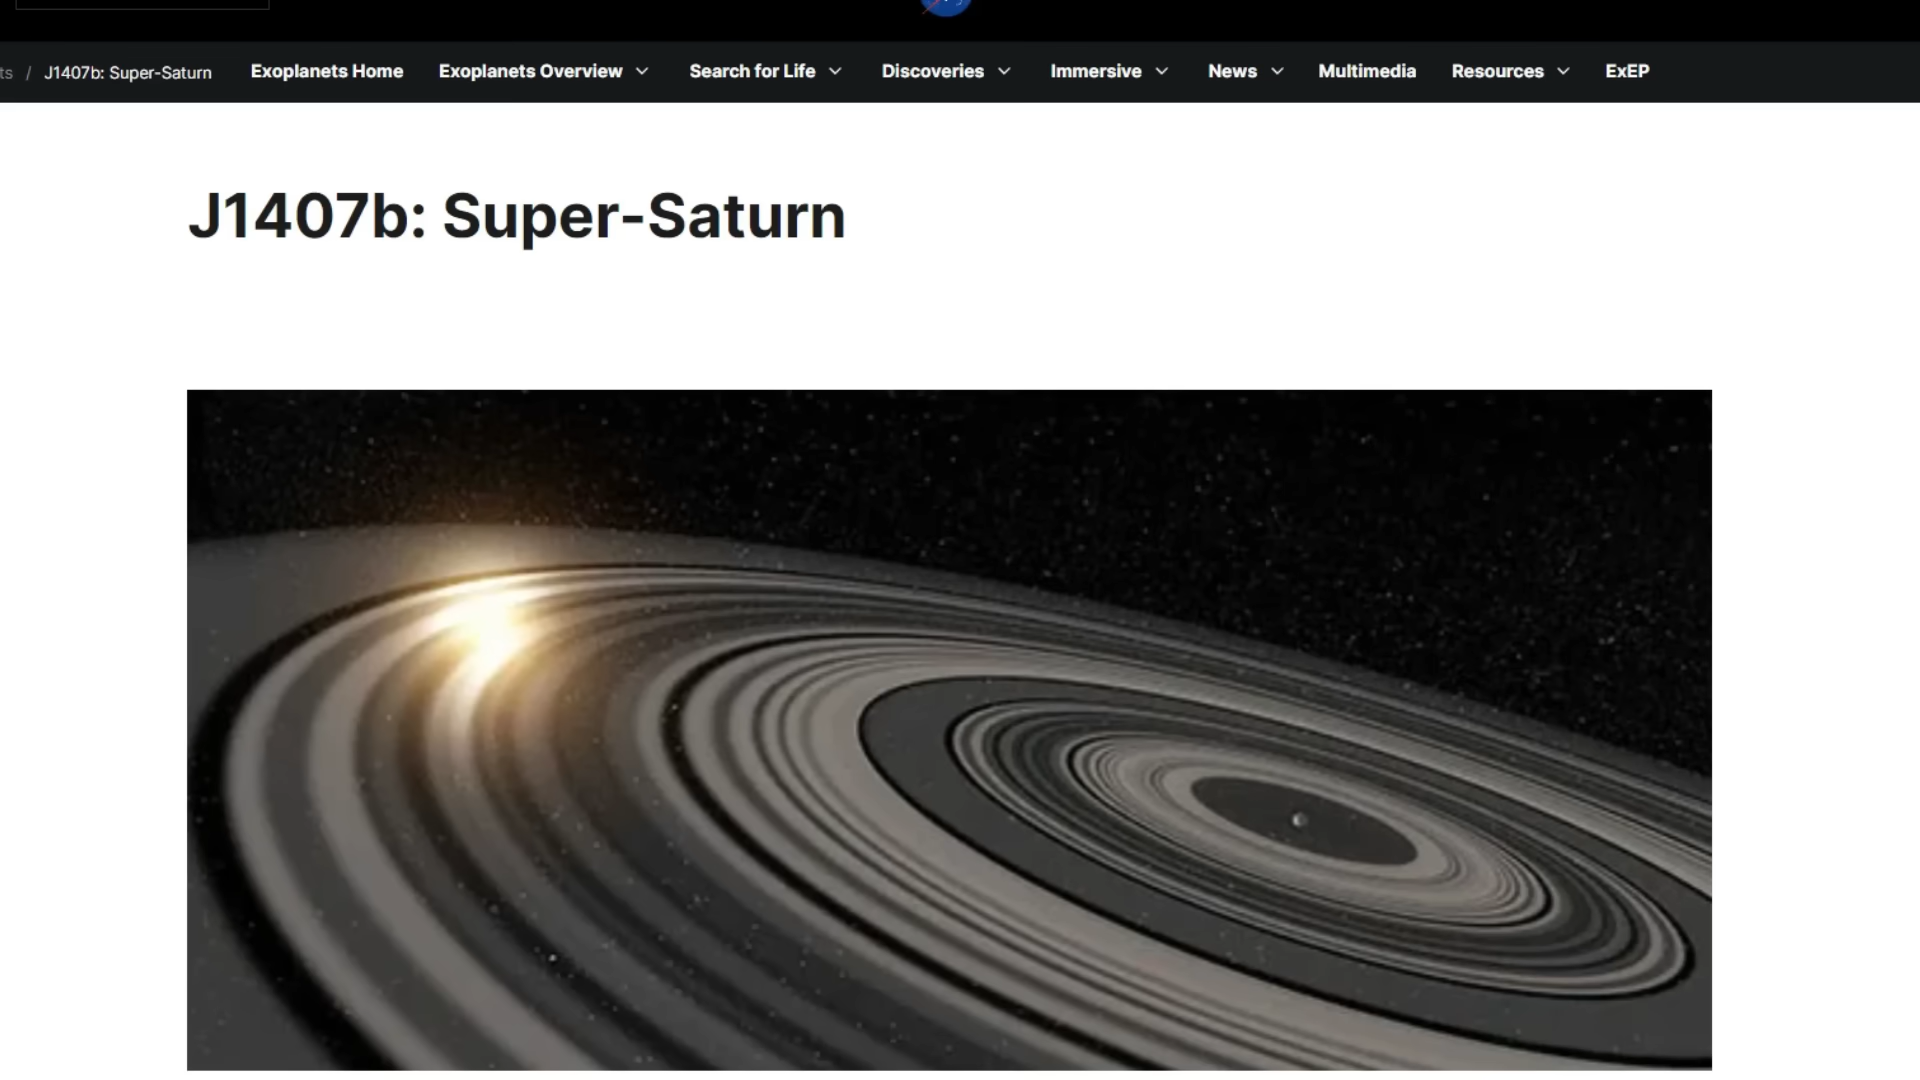 ts / J1407b: Super-Saturn Exoplanets Home Exoplanets Overview Search for Life Discoveries Immersive News Multimedia Resources ExEP
J1407b: Super-Saturn